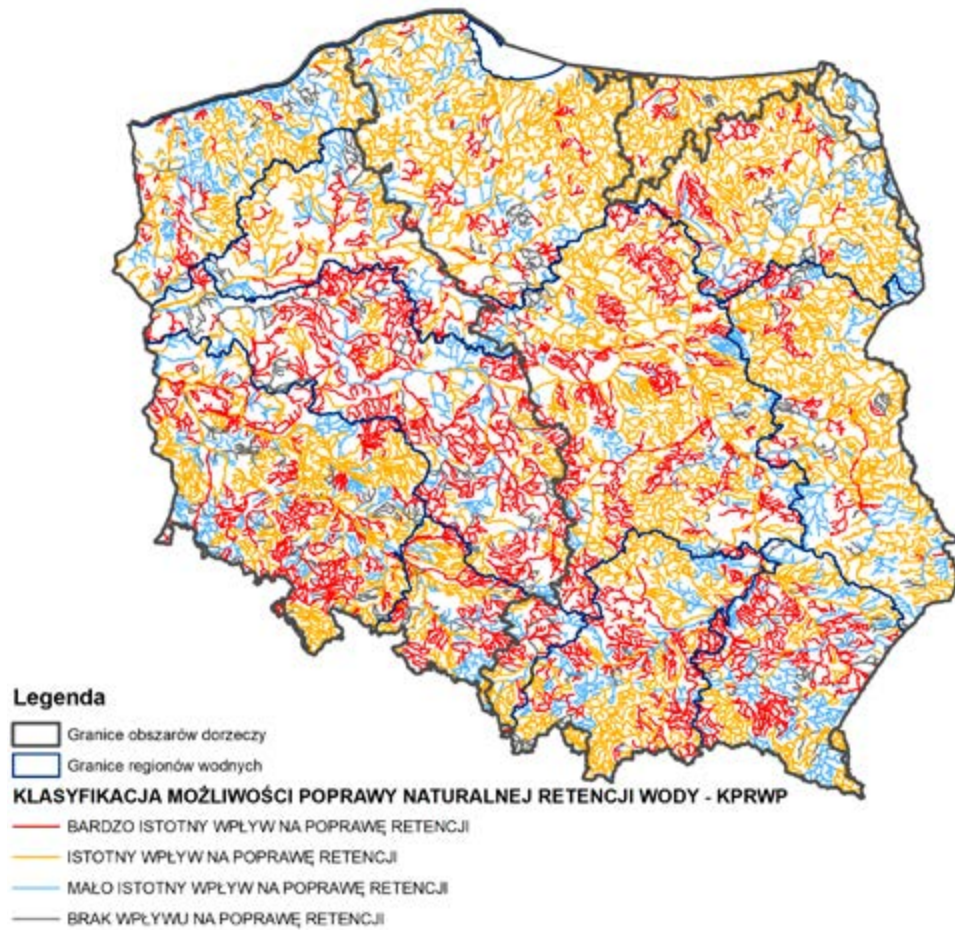 Legenda
Granice obszarów dorzeczy
Granice regionów wodnych
KLASYFIKACJA MOŻLIWOŚCI POPRAWY NATURALNEJ RETENCJI WODY - KPRWP
BARDZO ISTOTNY WPŁYW NA POPRAWĘ RETENCJI
ISTOTNY WPŁYW NA POPRAWĘ RETENCJI
MAŁO ISTOTNY WPŁYW NA POPRAWĘ RETENCJI
BRAK WPŁYWU NA POPRAWĘ RETENCJI